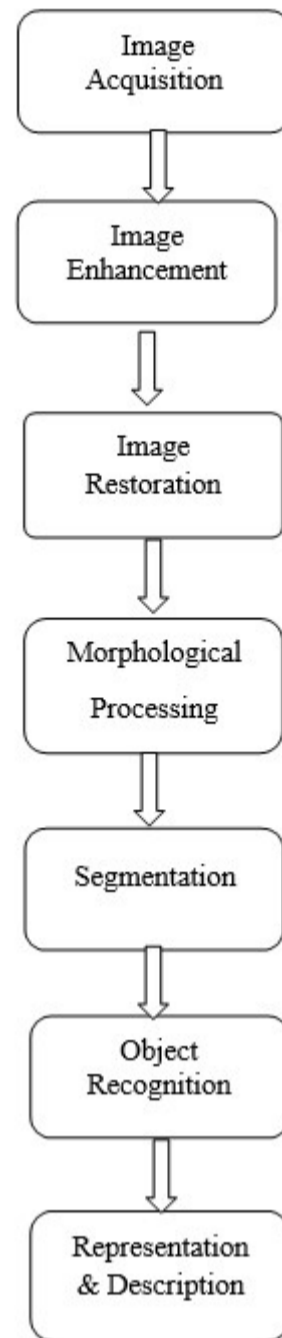 Image
Acquisition
Image
Enhancement
Image
Restoration
Morphological
Processing
Segmentation
Object
Recognition
Representation
& Description